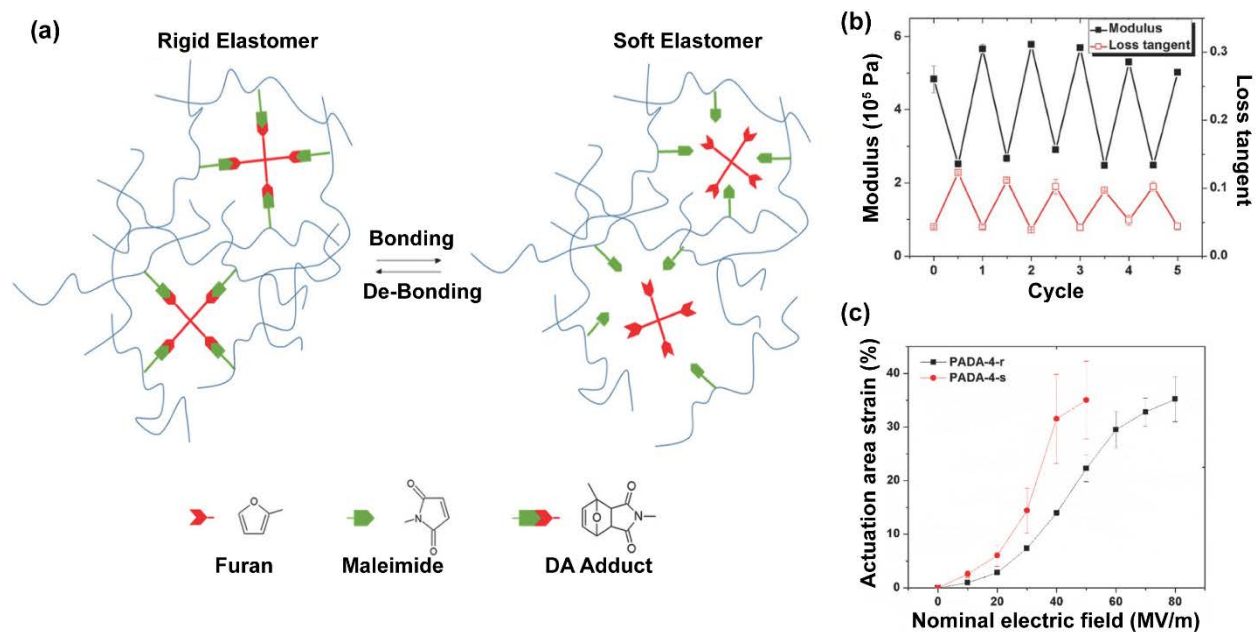 (a)
Rigid Elastomer
Soft Elastomer
Bonding
De-Bonding
Furan
Maleimide
DA Adduct
O
O
N
O
O
O
N
O
(b)
Modulus
Loss tangent
Modulus (10⁵ Pa)
6
4
2
0
Loss tangent
0.3
0.2
0.1
0.0
0 1 2 3 4 5
Cycle
(c)
PADA-4-r
PADA-4-s
Actuation area strain (%)
40
30
20
10
0
0 20 40 60 80
Nominal electric field (MV/m)